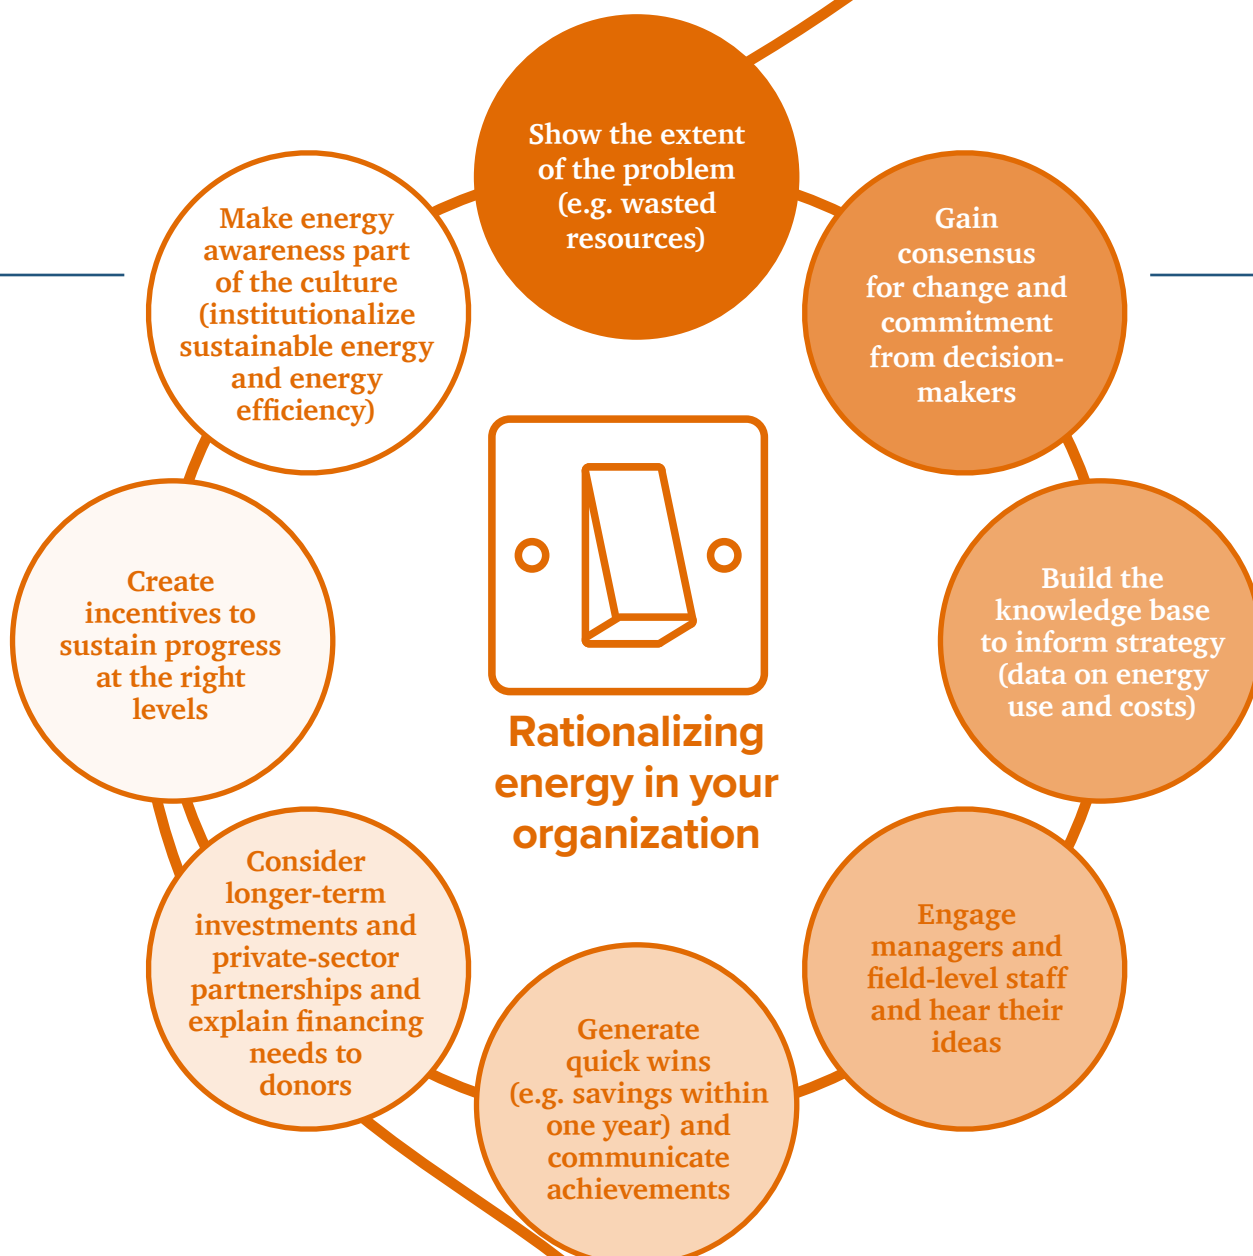 Show the extent
of the problem
(e.g. wasted
resources)
Gain
consensus
for change and
commitment
from decision-
makers
Build the
knowledge base
to inform strategy
(data on energy
use and costs)
Engage
managers and
field-level staff
and hear their
ideas
Generate
quick wins
(e.g. savings within
one year) and
communicate
achievements
Consider
longer-term
investments and
private-sector
partnerships and
explain financing
needs to
donors
Create
incentives to
sustain progress
at the right
levels
Make energy
awareness part
of the culture
(institutionalize
sustainable energy
and energy
efficiency)
Rationalizing
energy in your
organization